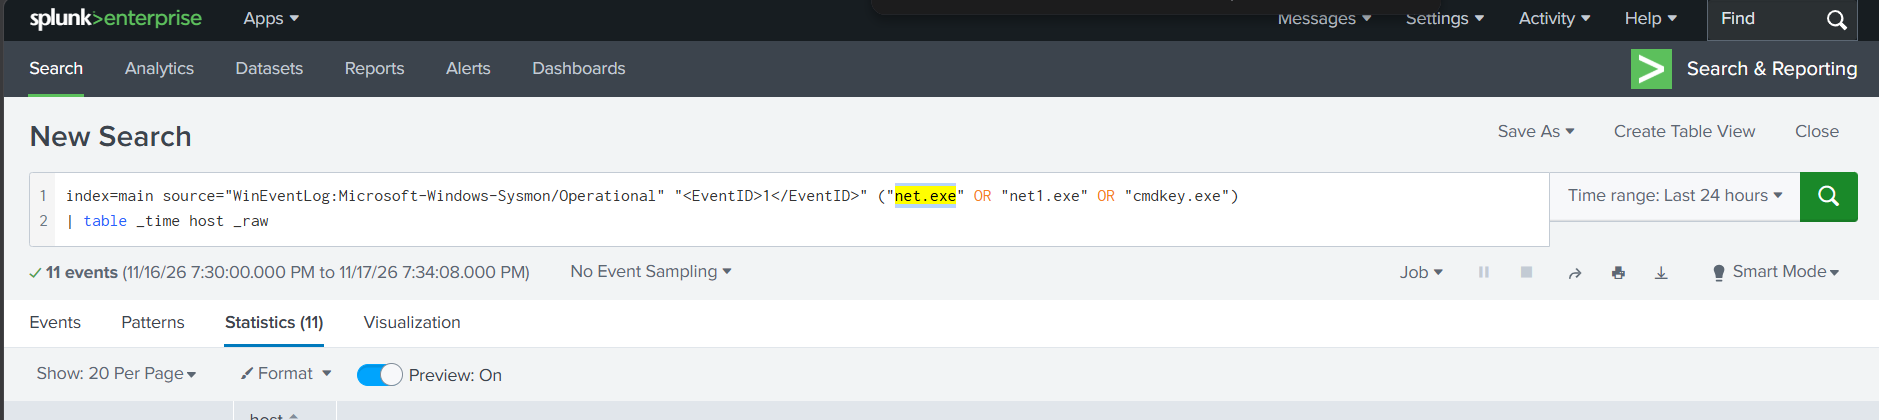 splunk>enterprise Apps Messages Settings Activity Help Find
Search Analytics Datasets Reports Alerts Dashboards Search & Reporting
New Search Save As Create Table View Close
1 index=main source="WinEventLog:Microsoft-Windows-Sysmon/Operational" "<EventID>1</EventID>" ("net.exe" OR "net1.exe" OR "cmdkey.exe") Time range: Last 24 hours
2 | table _time host _raw
11 events (11/16/26 7:30:00.000 PM to 11/17/26 7:34:08.000 PM) No Event Sampling Job Smart Mode
Events Patterns Statistics (11) Visualization
Show: 20 Per Page Format Preview: On
host